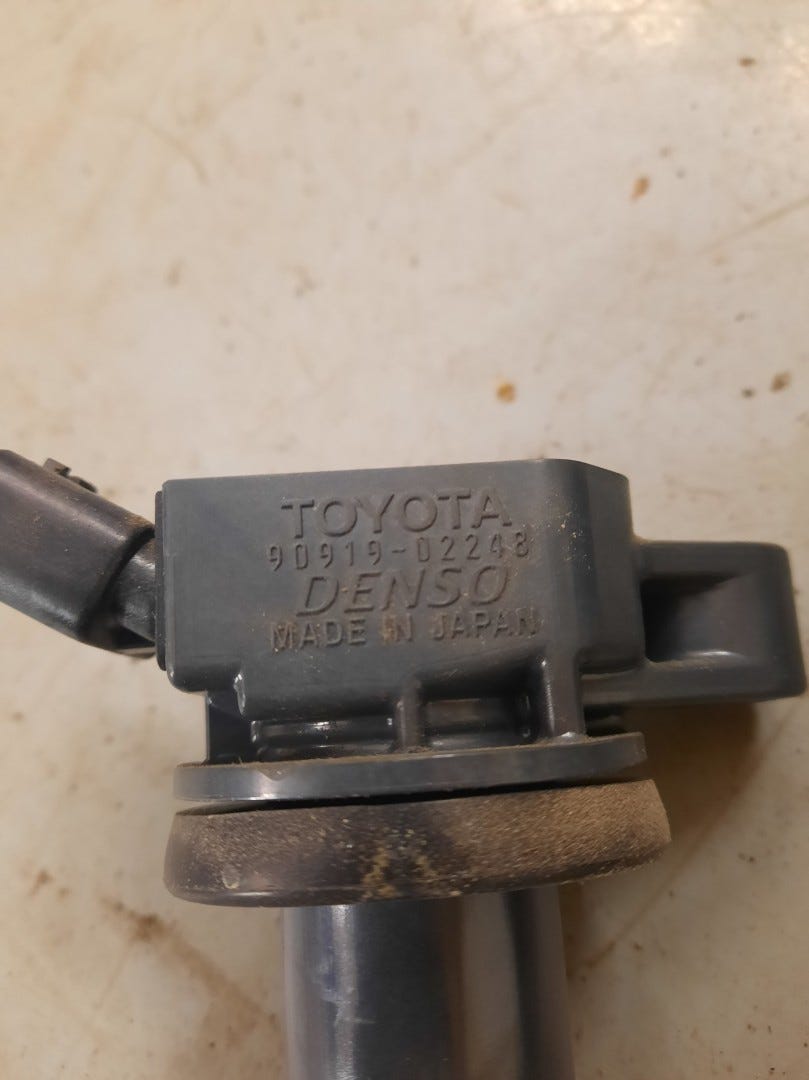 TOYOTA
90919-02248
DENSO
MADE IN JAPAN